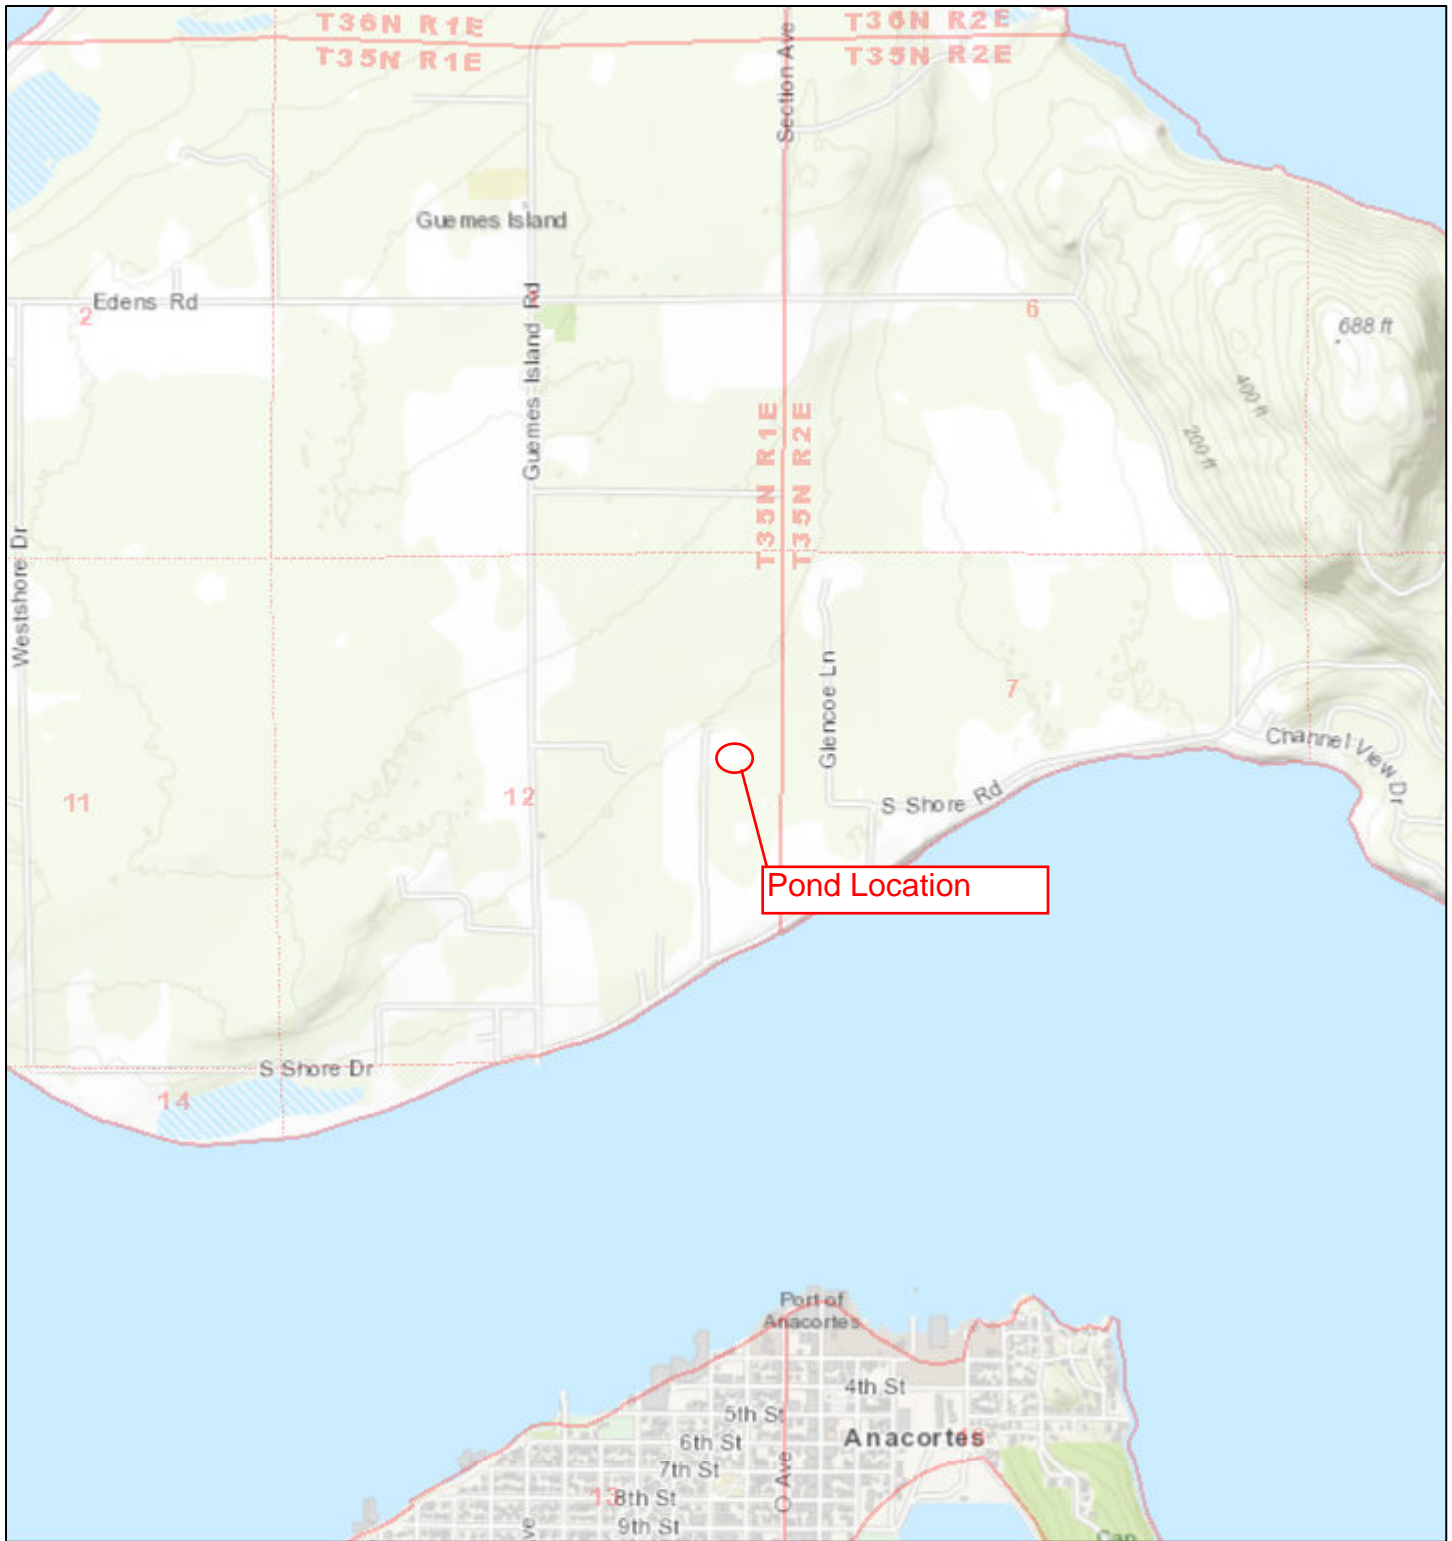 T36N R1E
T36N R2E
T35N R1E
T35N R2E
Section Ave
Guemes Island
Edens Rd
2
6
688 ft
Guemes Island Rd
400 ft
200 ft
T35N R1E
T35N R2E
Westshore Dr
Glencoe Ln
7
Channel View Dr
11
12
S Shore Rd
Pond Location
S Shore Dr
14
Port of
Anacortes
4th St
5th St
Anacortes
6th St
7th St
O Ave
13
8th St
9th St
ve
Cap